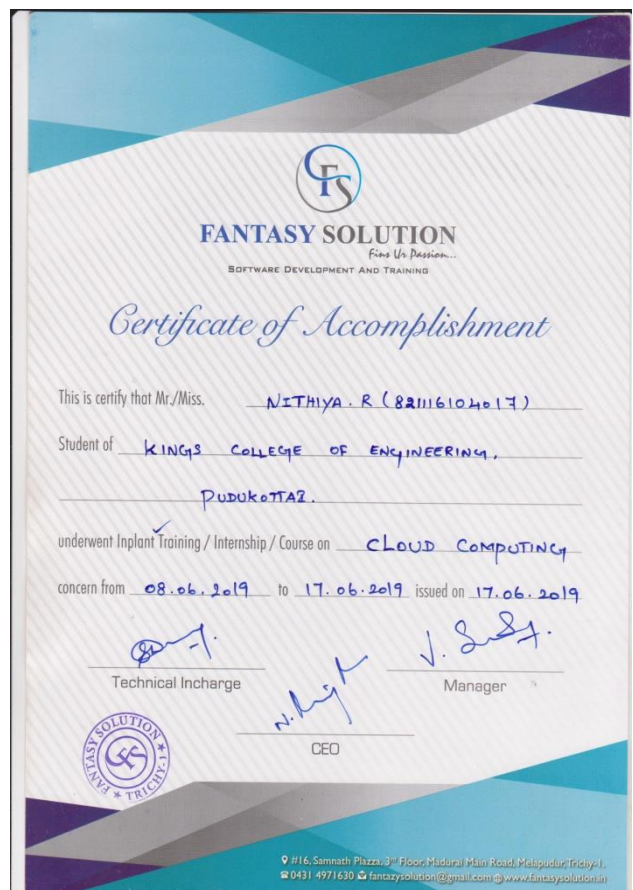 CFS
FANTASY SOLUTION
Fins Ur Passion...
SOFTWARE DEVELOPMENT AND TRAINING
Certificate of Accomplishment
This is certify that Mr./Miss. NITHIYA . R (821116104017)
Student of KINGS COLLEGE OF ENGINEERING,
PUDUKOTTAI.
underwent Inplant Training / Internship / Course on CLOUD COMPUTING
concern from 08.06.2019 to 17.06.2019 issued on 17.06.2019
Technical Incharge
Manager
CEO
FANTASY SOLUTION
CFS
TRICHY-1
#16, Samnath Plazza, 3rd Floor, Madurai Main Road, Melapudur, Trichy-1.
0431 4971630 fantazysolution@gmail.com www.fantasysolution.in